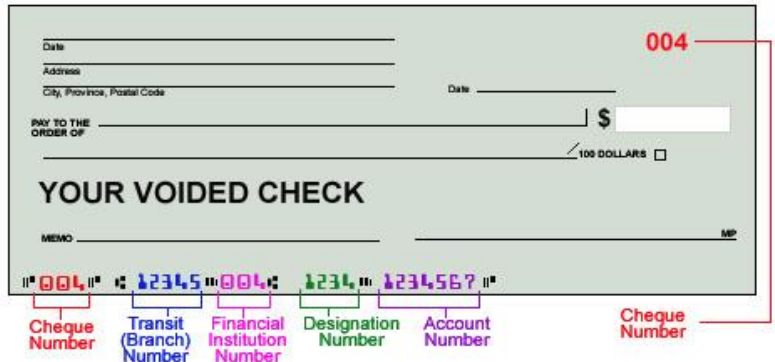 004
Date
Address
City, Province, Postal Code
Date
PAY TO THE
ORDER OF
$
/100 DOLLARS
YOUR VOIDED CHECK
MEMO
MP
⑈004⑈ ⑆12345⑉004⑆ 1234⑉1234567⑈
Cheque
Number
Transit
(Branch)
Number
Financial
Institution
Number
Designation
Number
Account
Number
Cheque
Number